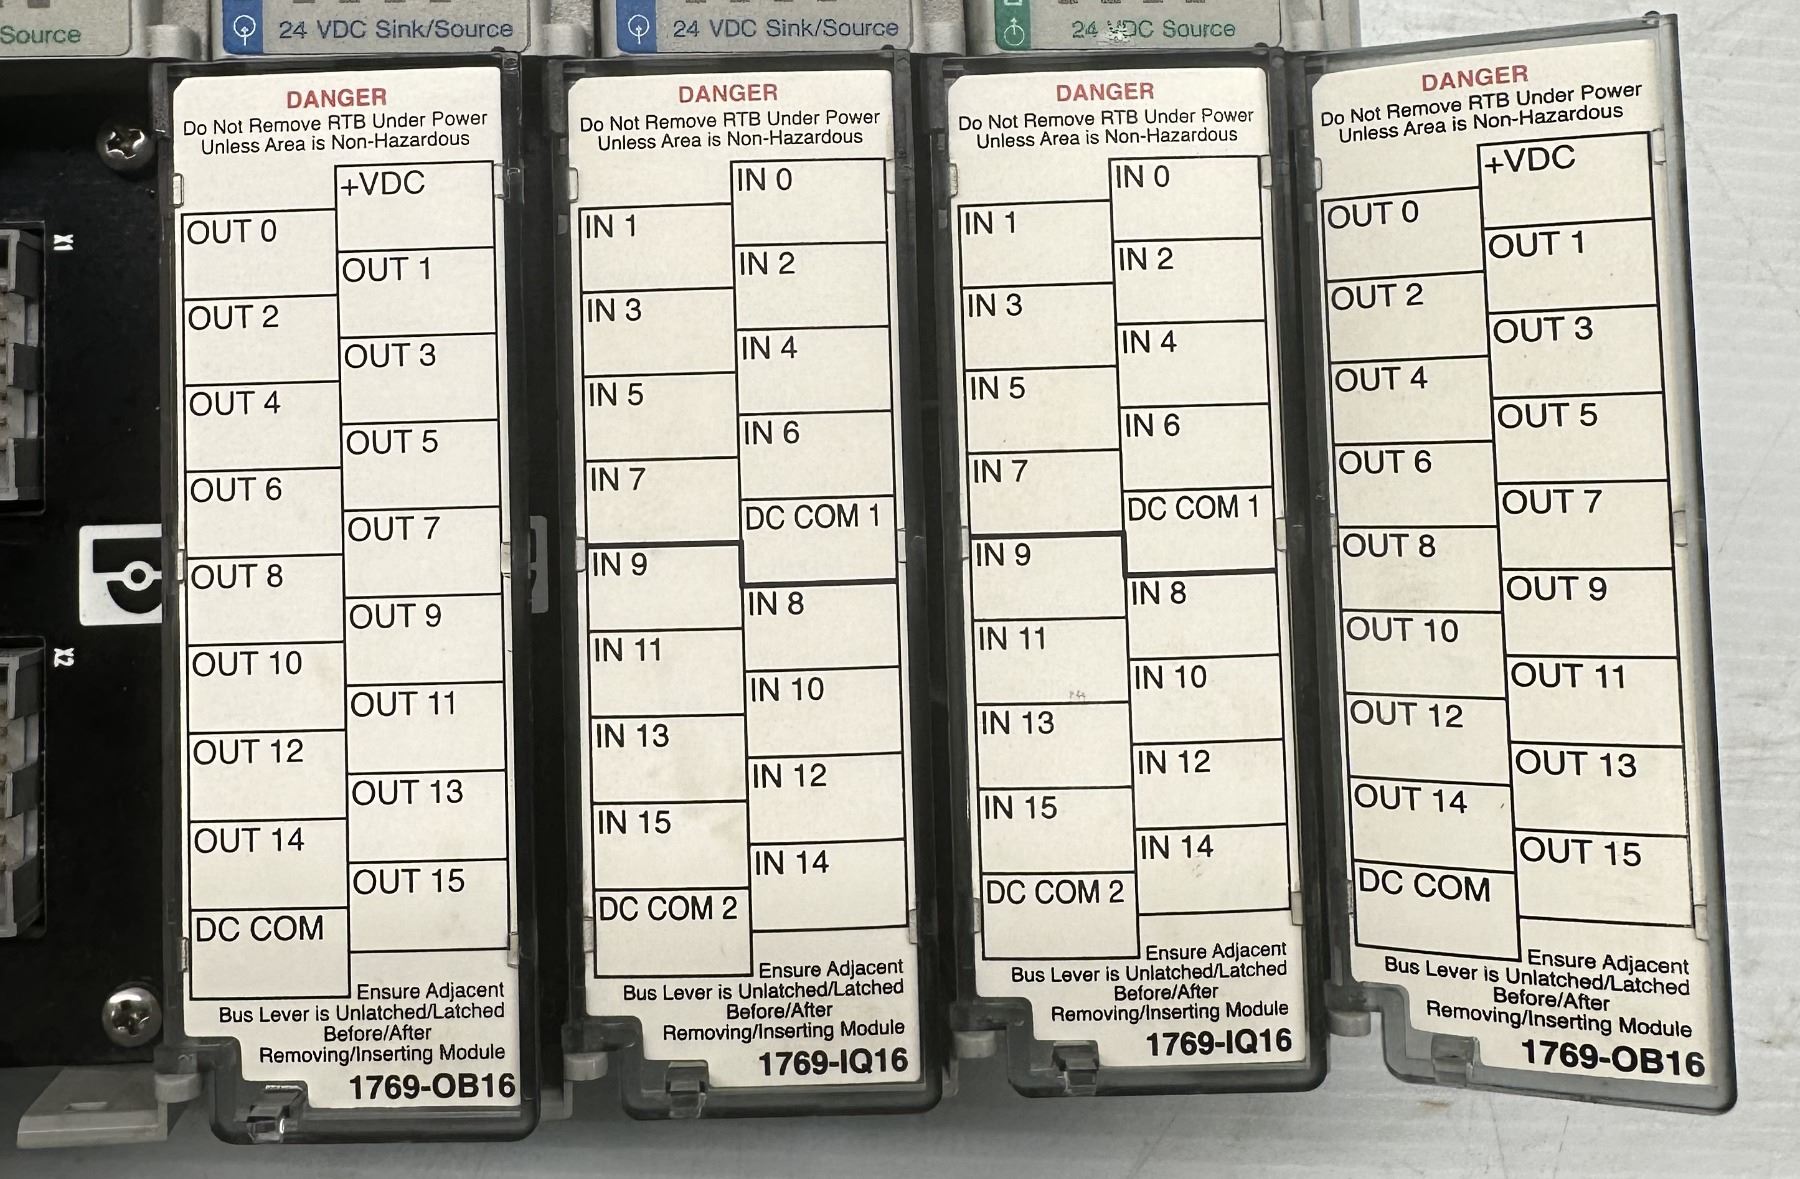 Source
24 VDC Sink/Source
24 VDC Sink/Source
24 VDC Source
X1
X2
DANGER
Do Not Remove RTB Under Power
Unless Area is Non-Hazardous
+VDC
OUT 0
OUT 1
OUT 2
OUT 3
OUT 4
OUT 5
OUT 6
OUT 7
OUT 8
OUT 9
OUT 10
OUT 11
OUT 12
OUT 13
OUT 14
OUT 15
DC COM
Ensure Adjacent
Bus Lever is Unlatched/Latched
Before/After
Removing/Inserting Module
1769-OB16
DANGER
Do Not Remove RTB Under Power
Unless Area is Non-Hazardous
IN 0
IN 1
IN 2
IN 3
IN 4
IN 5
IN 6
IN 7
DC COM 1
IN 9
IN 8
IN 11
IN 10
IN 13
IN 12
IN 15
IN 14
DC COM 2
Ensure Adjacent
Bus Lever is Unlatched/Latched
Before/After
Removing/Inserting Module
1769-IQ16
DANGER
Do Not Remove RTB Under Power
Unless Area is Non-Hazardous
IN 0
IN 1
IN 2
IN 3
IN 4
IN 5
IN 6
IN 7
DC COM 1
IN 9
IN 8
IN 11
IN 10
IN 13
IN 12
IN 15
IN 14
DC COM 2
Ensure Adjacent
Bus Lever is Unlatched/Latched
Before/After
Removing/Inserting Module
1769-IQ16
DANGER
Do Not Remove RTB Under Power
Unless Area is Non-Hazardous
+VDC
OUT 0
OUT 1
OUT 2
OUT 3
OUT 4
OUT 5
OUT 6
OUT 7
OUT 8
OUT 9
OUT 10
OUT 11
OUT 12
OUT 13
OUT 14
OUT 15
DC COM
Ensure Adjacent
Bus Lever is Unlatched/Latched
Before/After
Removing/Inserting Module
1769-OB16